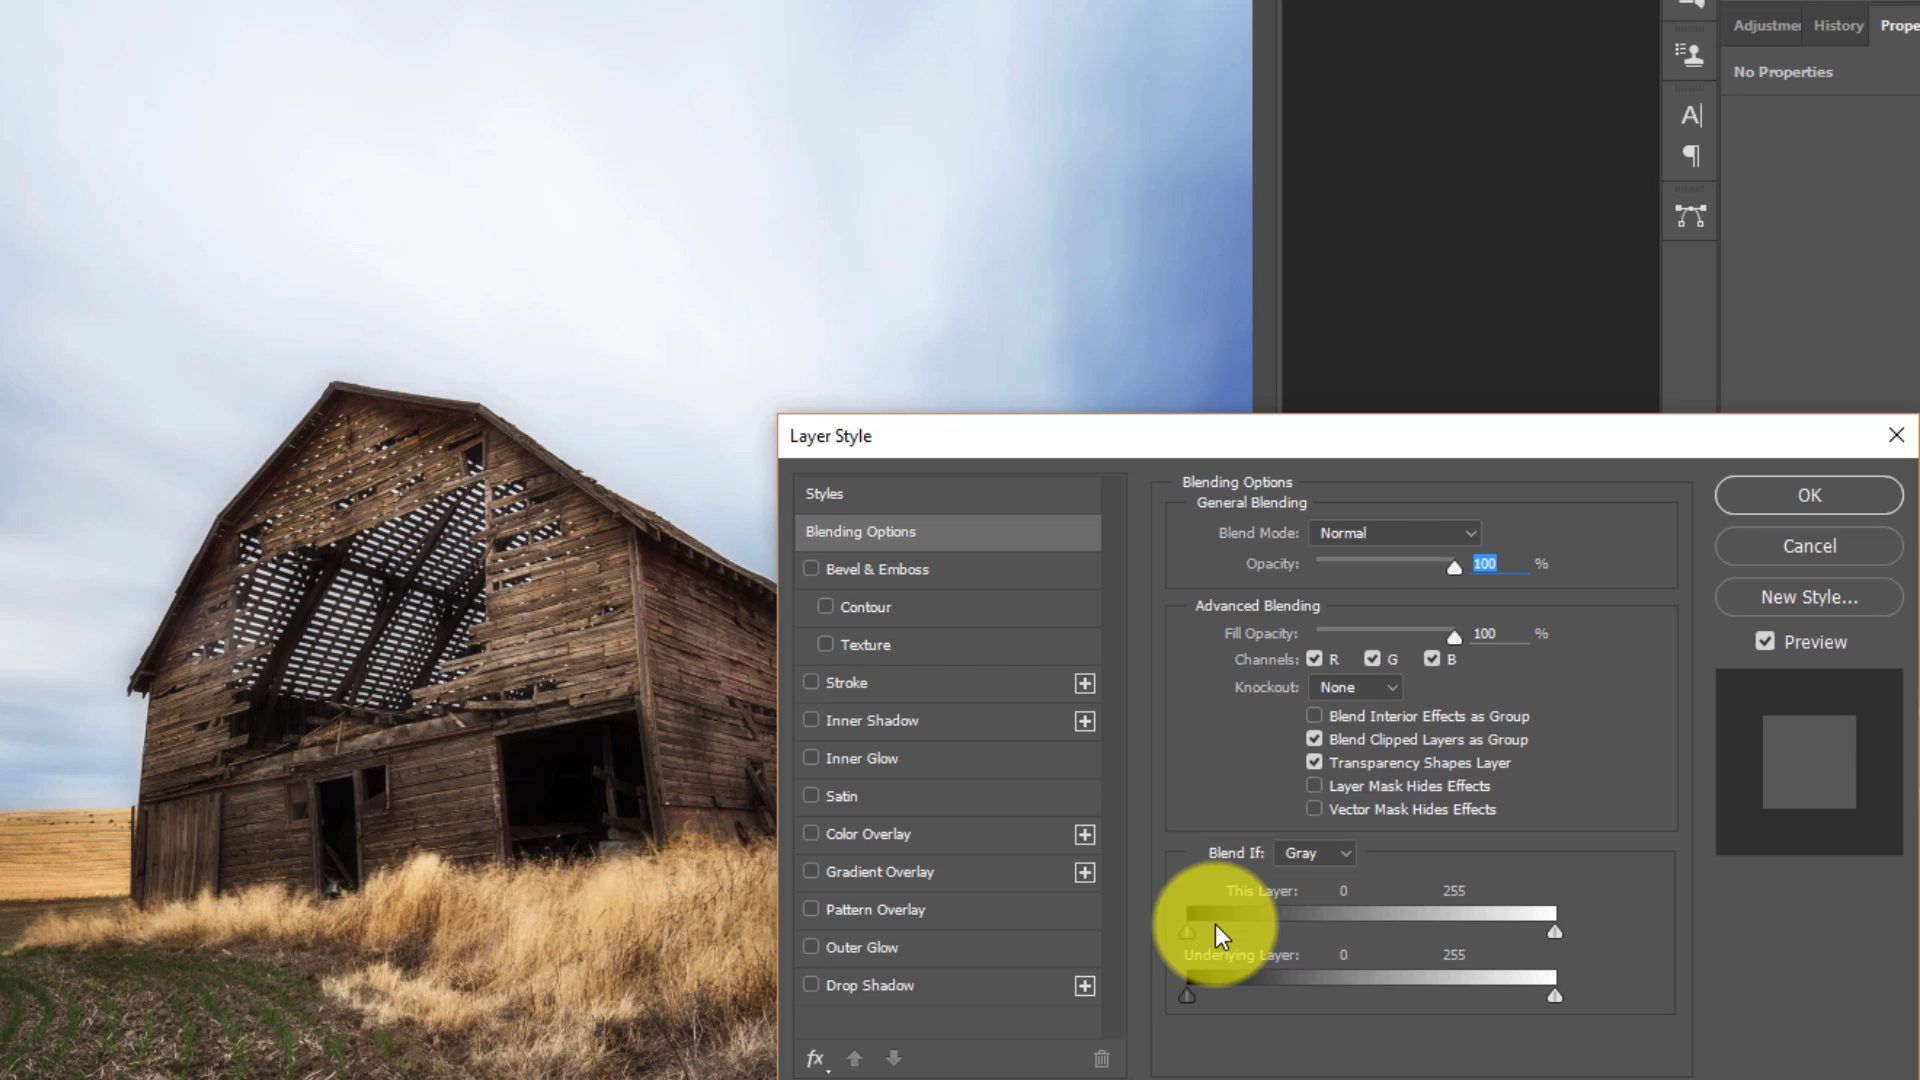 Adjustme History Prope
No Properties
A
Layer Style
Styles
Blending Options
Bevel & Emboss
Contour
Texture
Stroke
Inner Shadow
Inner Glow
Satin
Color Overlay
Gradient Overlay
Pattern Overlay
Outer Glow
Drop Shadow
fx
Blending Options
General Blending
Blend Mode: Normal
Opacity: 100 %
Advanced Blending
Fill Opacity: 100 %
Channels: R G B
Knockout: None
Blend Interior Effects as Group
Blend Clipped Layers as Group
Transparency Shapes Layer
Layer Mask Hides Effects
Vector Mask Hides Effects
Blend If: Gray
This Layer: 0 255
Underlying Layer: 0 255
OK
Cancel
New Style...
Preview